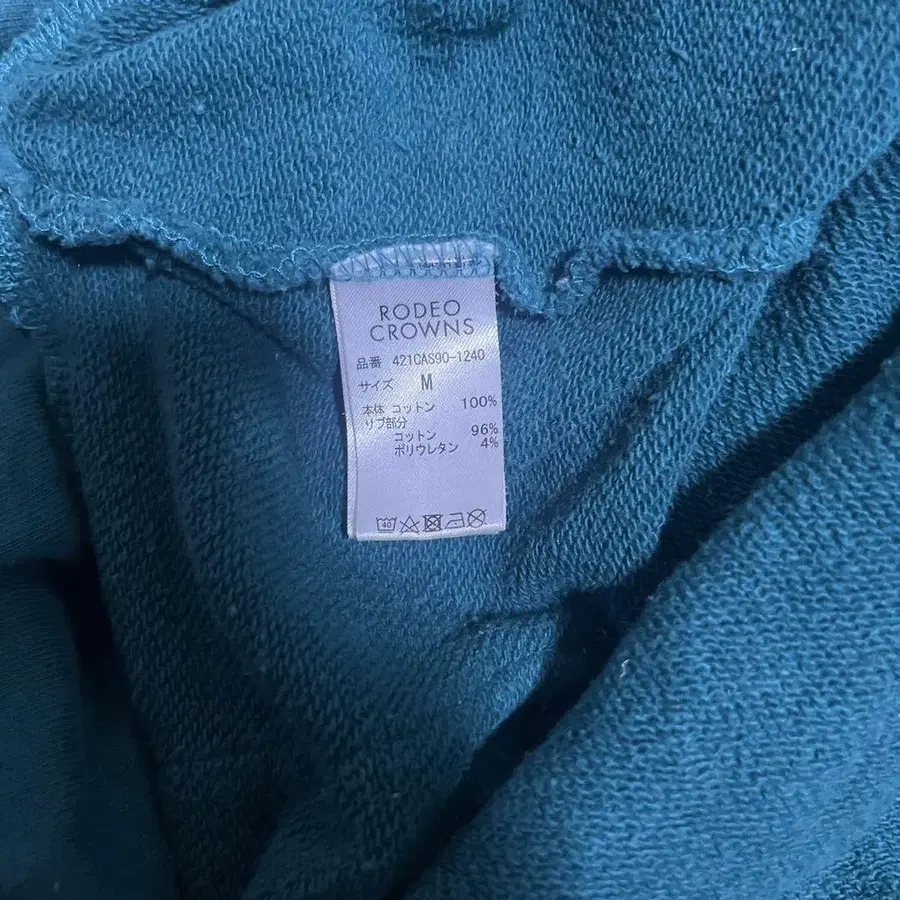 RODEO
CROWNS
品番 421CAS90-1240
サイズ M
本体 コットン 100%
リブ部分
コットン 96%
ポリウレタン 4%
40